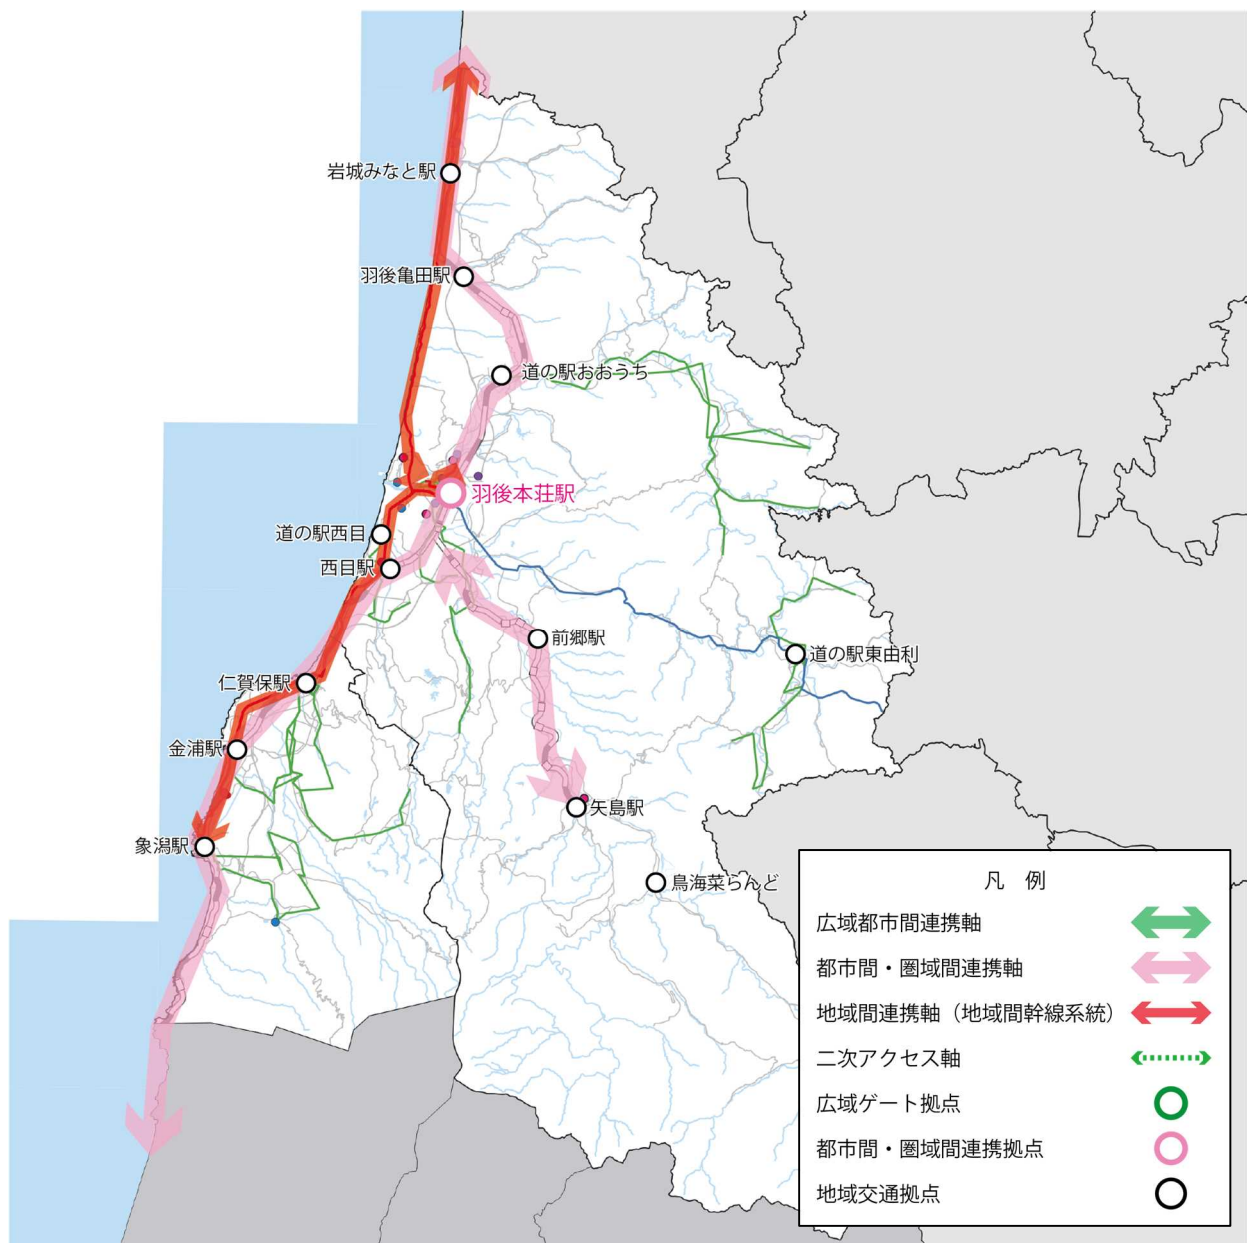 岩城みなと駅
羽後亀田駅
道の駅おおうち
羽後本荘駅
道の駅西目
西目駅
前郷駅
道の駅東由利
仁賀保駅
金浦駅
矢島駅
象潟駅
鳥海菜らんど
凡 例
広域都市間連携軸
都市間・圏域間連携軸
地域間連携軸（地域間幹線系統）
二次アクセス軸
広域ゲート拠点
都市間・圏域間連携拠点
地域交通拠点